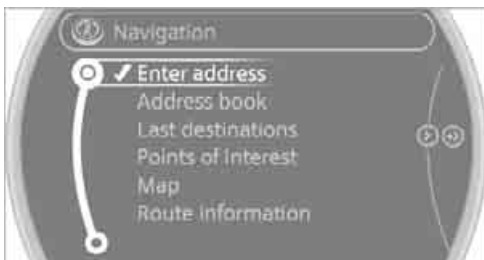 Navigation
Enter address
Address book
Last destinations
Points of Interest
Map
Route information